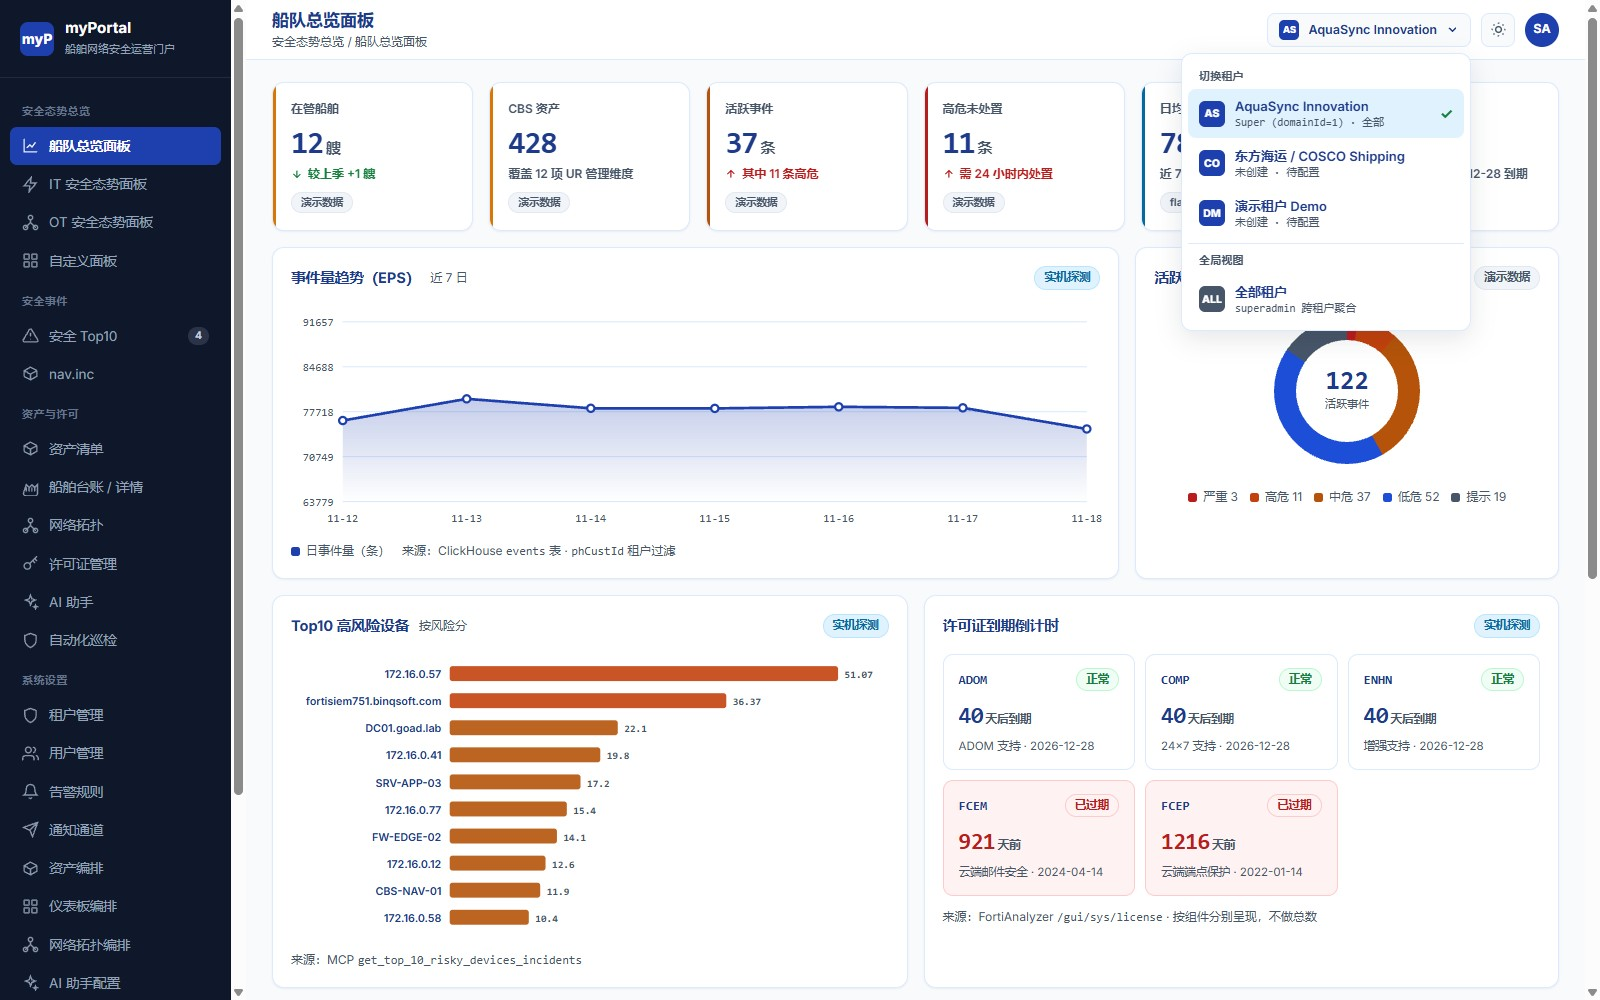 myP
myPortal
船舶网络安全运营门户
安全态势总览
船队总览面板
IT 安全态势面板
OT 安全态势面板
自定义面板
安全事件
安全 Top10
4
nav.inc
资产与许可
资产清单
船舶台账 / 详情
网络拓扑
许可证管理
AI 助手
自动化巡检
系统设置
租户管理
用户管理
告警规则
通知通道
资产编排
仪表板编排
网络拓扑编排
AI 助手配置
船队总览面板
安全态势总览 / 船队总览面板
AS
AquaSync Innovation
SA
切换租户
AS
AquaSync Innovation
Super (domainId=1) · 全部
CO
东方海运 / COSCO Shipping
未创建 · 待配置
DM
演示租户 Demo
未创建 · 待配置
全局视图
ALL
全部租户
superadmin 跨租户聚合
在管船舶
12艘
↓ 较上季 +1 艘
演示数据
CBS 资产
428
覆盖 12 项 UR 管理维度
演示数据
活跃事件
37条
↑ 其中 11 条高危
演示数据
高危未处置
11条
↑ 需 24 小时内处置
演示数据
日均
78
近 7
12-28 到期
事件量趋势（EPS） 近 7 日
实机探测
91657
84688
77718
70749
63779
11-12
11-13
11-14
11-15
11-16
11-17
11-18
日事件量（条） 来源：ClickHouse events 表 · phCustId 租户过滤
活跃
演示数据
122
活跃事件
严重 3
高危 11
中危 37
低危 52
提示 19
Top10 高风险设备 按风险分
实机探测
172.16.0.57 51.07
fortisiem751.binqsoft.com 36.37
DC01.goad.lab 22.1
172.16.0.41 19.8
SRV-APP-03 17.2
172.16.0.77 15.4
FW-EDGE-02 14.1
172.16.0.12 12.6
CBS-NAV-01 11.9
172.16.0.58 10.4
来源：MCP get_top_10_risky_devices_incidents
许可证到期倒计时
实机探测
ADOM
正常
40天后到期
ADOM 支持 · 2026-12-28
COMP
正常
40天后到期
24×7 支持 · 2026-12-28
ENHN
正常
40天后到期
增强支持 · 2026-12-28
FCEM
已过期
921天前
云端邮件安全 · 2024-04-14
FCEP
已过期
1216天前
云端端点保护 · 2022-01-14
来源：FortiAnalyzer /gui/sys/license · 按组件分别呈现，不做总数